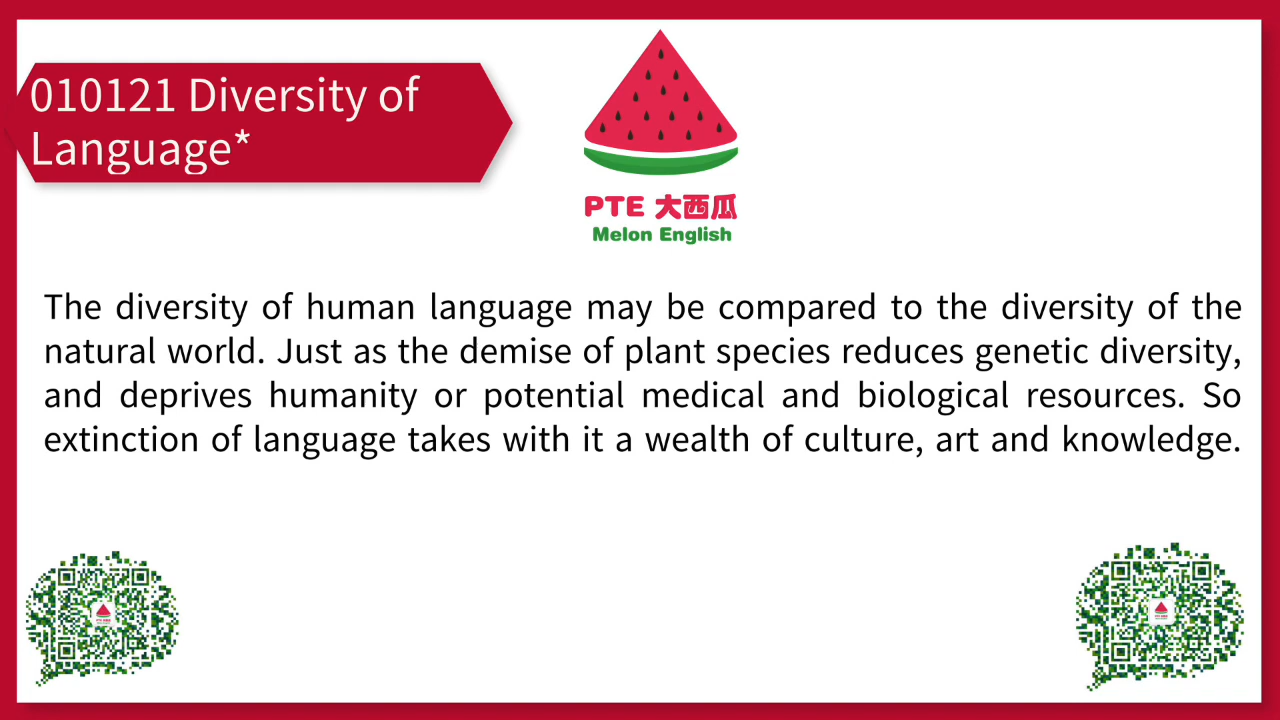 010121 Diversity of
Language*
PTE 大西瓜
Melon English
The diversity of human language may be compared to the diversity of the
natural world. Just as the demise of plant species reduces genetic diversity,
and deprives humanity or potential medical and biological resources. So
extinction of language takes with it a wealth of culture, art and knowledge.